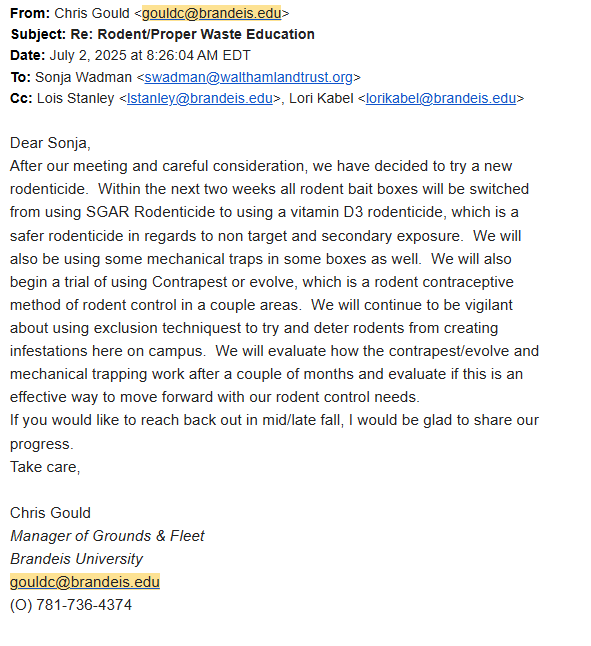 From: Chris Gould <gouldc@brandeis.edu>
Subject: Re: Rodent/Proper Waste Education
Date: July 2, 2025 at 8:26:04 AM EDT
To: Sonja Wadman <swadman@walthamlandtrust.org>
Cc: Lois Stanley <lstanley@brandeis.edu>, Lori Kabel <lorikabel@brandeis.edu>
Dear Sonja,
After our meeting and careful consideration, we have decided to try a new
rodenticide.  Within the next two weeks all rodent bait boxes will be switched
from using SGAR Rodenticide to using a vitamin D3 rodenticide, which is a
safer rodenticide in regards to non target and secondary exposure.  We will
also be using some mechanical traps in some boxes as well.  We will also
begin a trial of using Contrapest or evolve, which is a rodent contraceptive
method of rodent control in a couple areas.  We will continue to be vigilant
about using exclusion techniquest to try and deter rodents from creating
infestations here on campus.  We will evaluate how the contrapest/evolve and
mechanical trapping work after a couple of months and evaluate if this is an
effective way to move forward with our rodent control needs.
If you would like to reach back out in mid/late fall, I would be glad to share our
progress.
Take care,
Chris Gould
Manager of Grounds & Fleet
Brandeis University
gouldc@brandeis.edu
(O) 781-736-4374